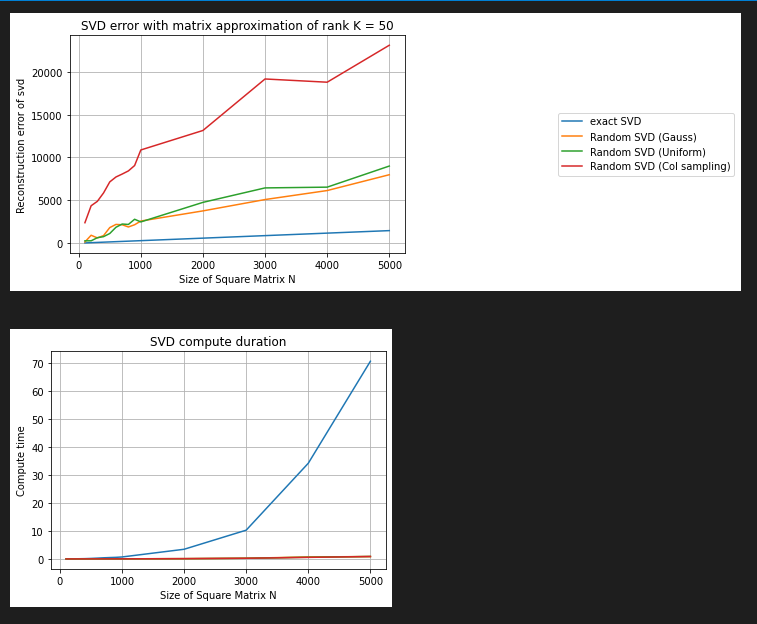 SVD error with matrix approximation of rank K = 50
Reconstruction error of svd
20000
15000
10000
5000
0
0 1000 2000 3000 4000 5000
Size of Square Matrix N
exact SVD
Random SVD (Gauss)
Random SVD (Uniform)
Random SVD (Col sampling)
SVD compute duration
Compute time
70
60
50
40
30
20
10
0
0 1000 2000 3000 4000 5000
Size of Square Matrix N